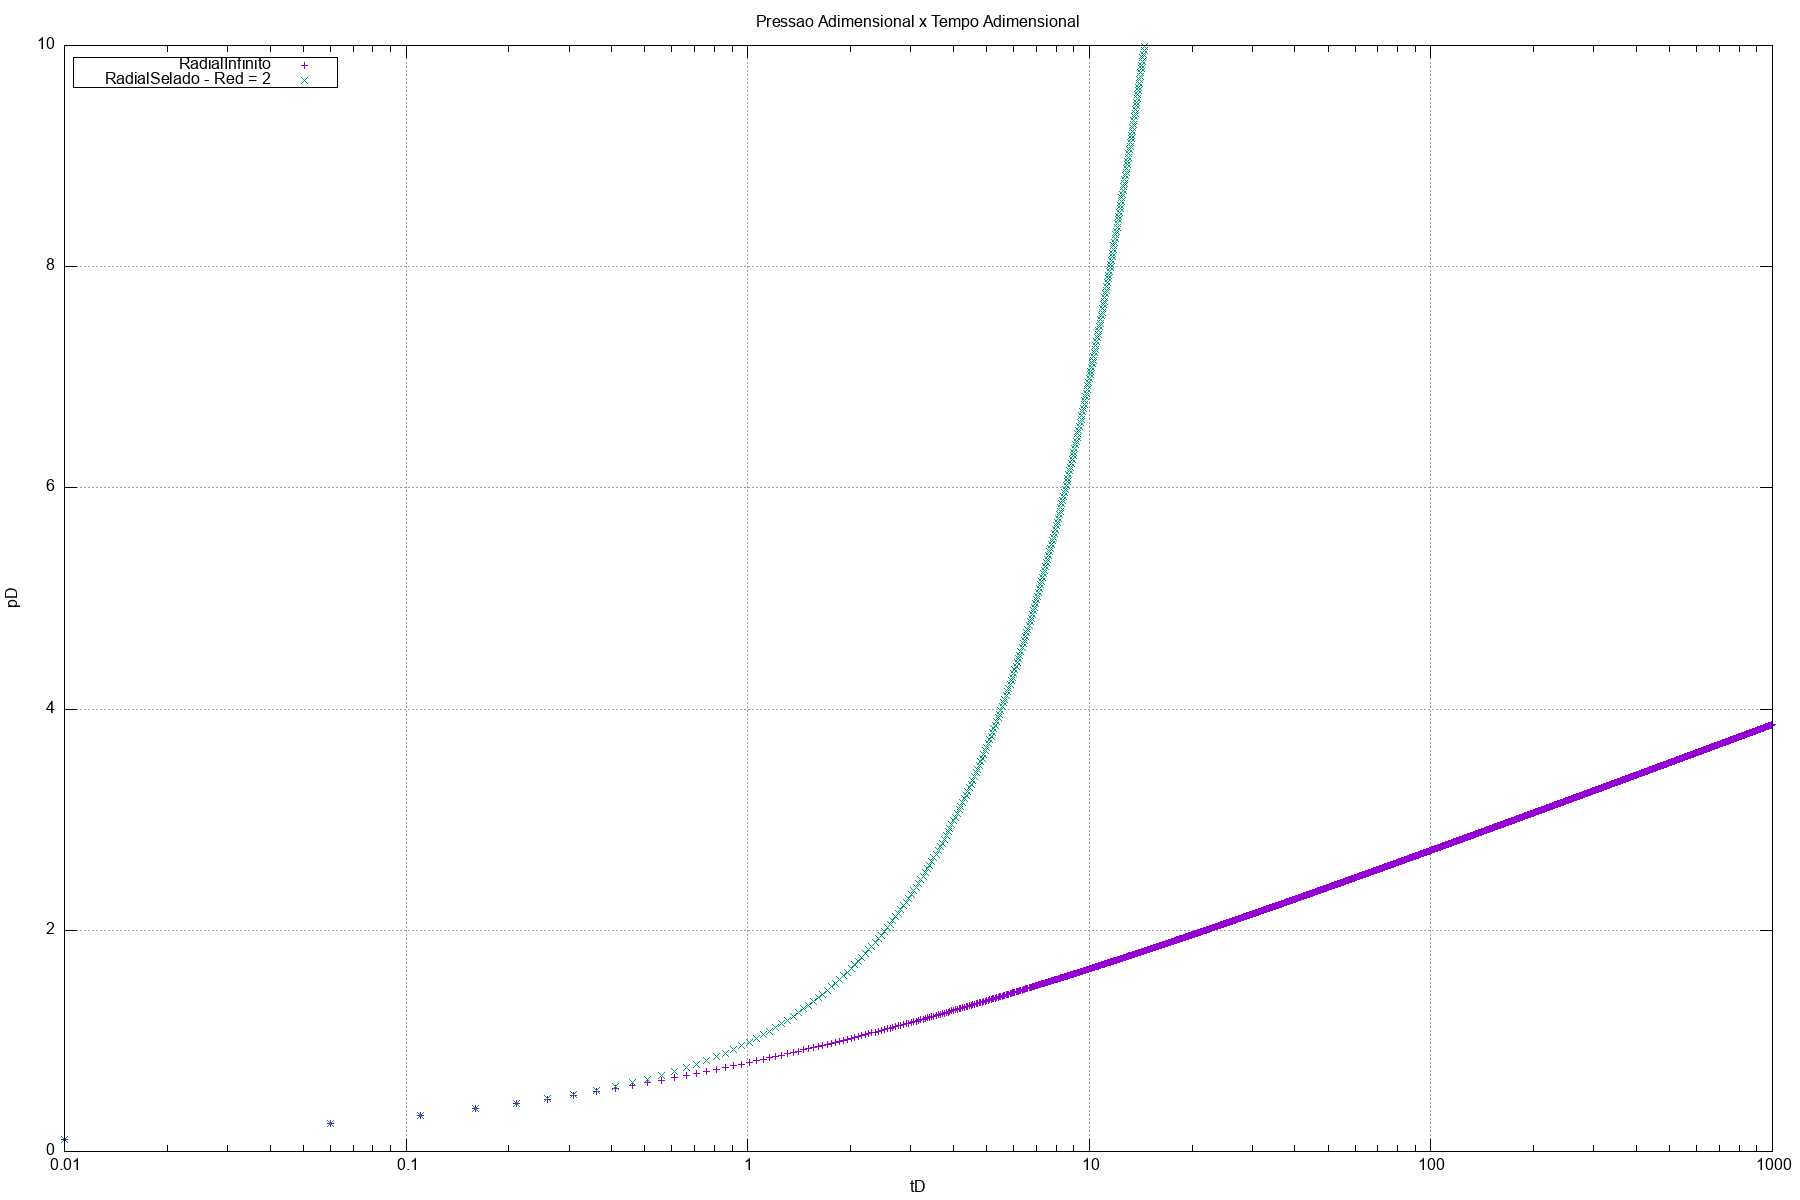 Pressao Adimensional x Tempo Adimensional
10
RadialInfinito
RadialSelado - Red = 2
8
6
pD
4
2
0
0.01 0.1 1 10 100 1000
tD